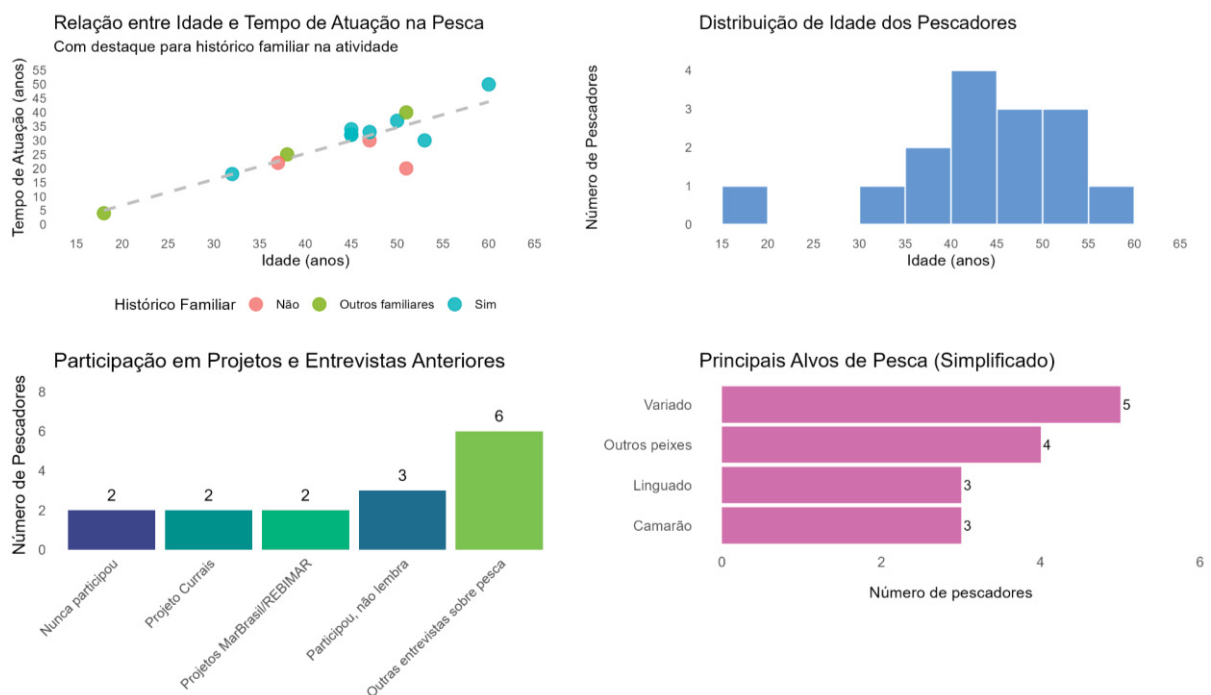 Relação entre Idade e Tempo de Atuação na Pesca
Com destaque para histórico familiar na atividade
Tempo de Atuação (anos)
55
50
45
40
35
30
25
20
15
10
5
0
15 20 25 30 35 40 45 50 55 60 65
Idade (anos)
Histórico Familiar Não Outros familiares Sim
Distribuição de Idade dos Pescadores
Número de Pescadores
4
3
2
1
0
15 20 25 30 35 40 45 50 55 60 65
Idade (anos)
Participação em Projetos e Entrevistas Anteriores
Número de Pescadores
8
6
4
2
0
2 2 2 3 6
Nunca participou
Projeto Currais
Projetos MarBrasil/REBIMAR
Participou, não lembra
Outras entrevistas sobre pesca
Principais Alvos de Pesca (Simplificado)
Variado 5
Outros peixes 4
Linguado 3
Camarão 3
0 2 4 6
Número de pescadores